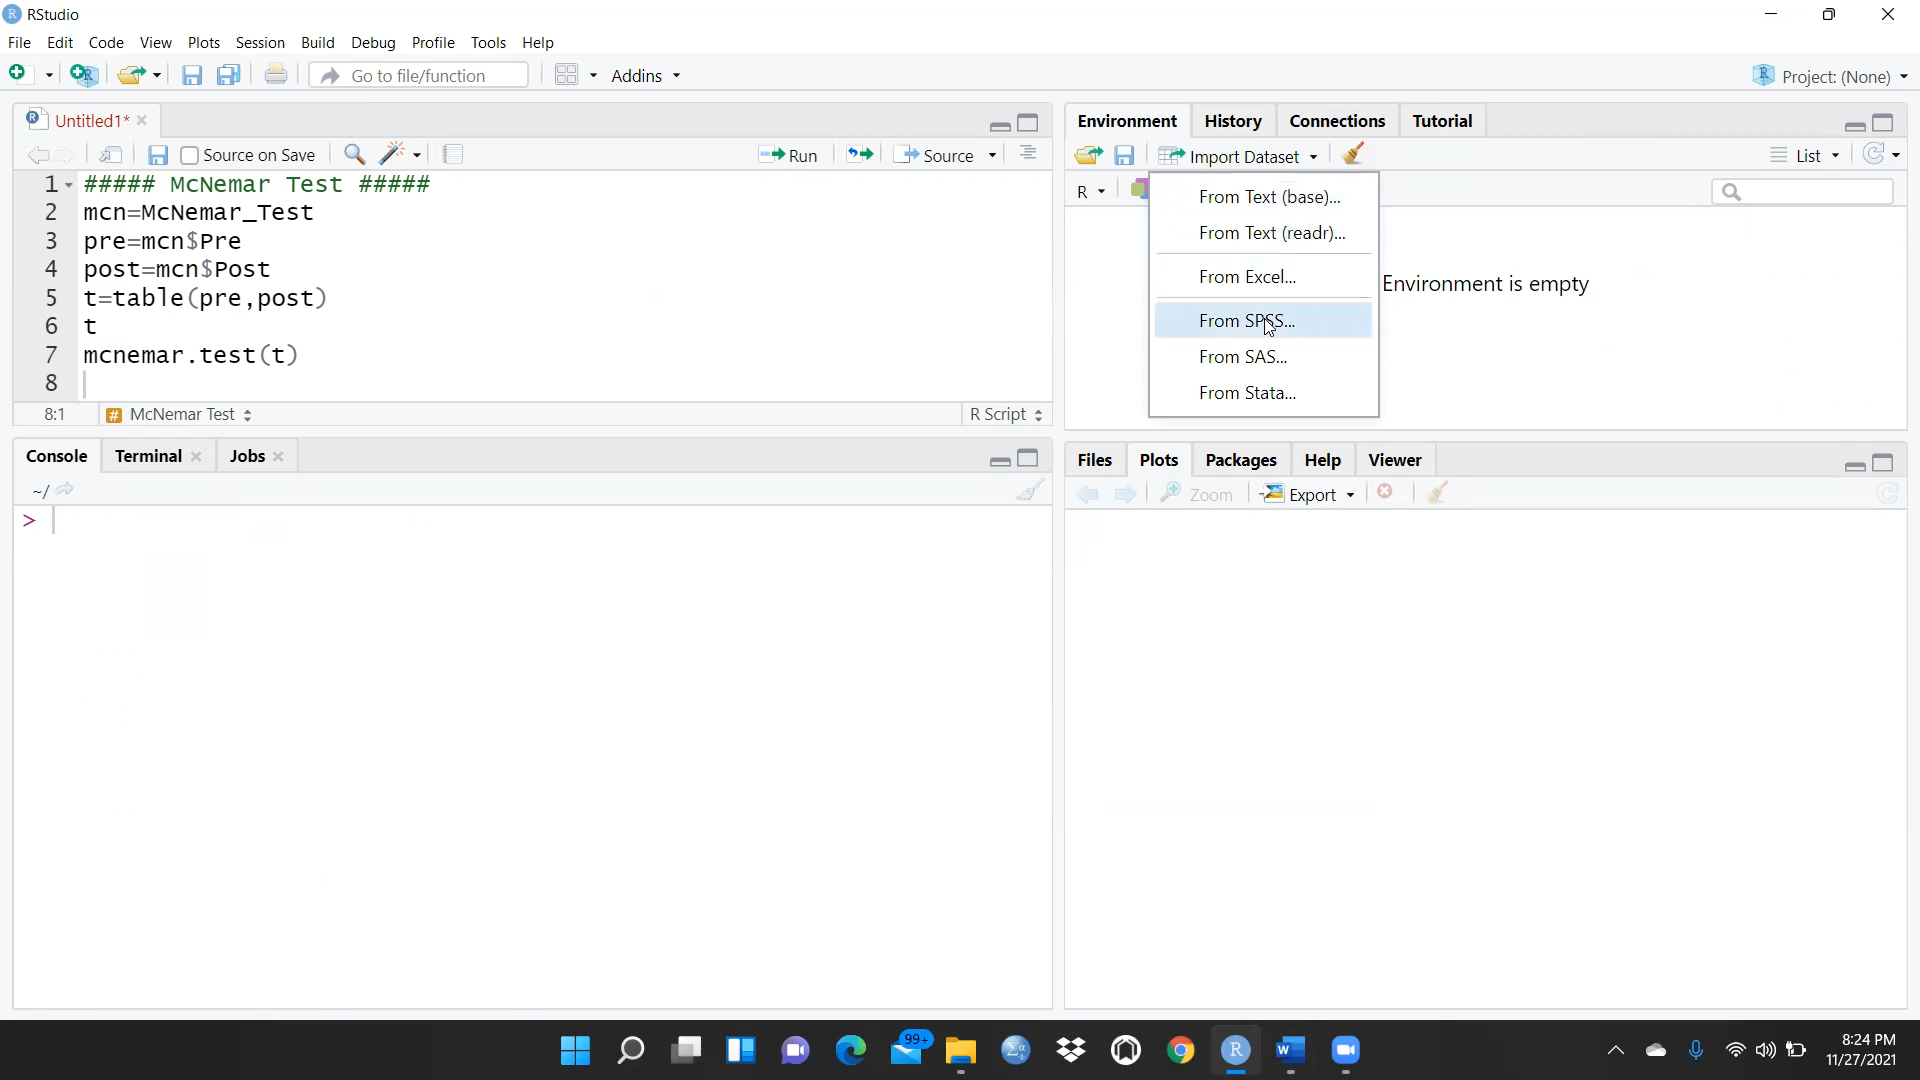 RStudio
File Edit Code View Plots Session Build Debug Profile Tools Help
Go to file/function Addins Project: (None)
Untitled1*
Source on Save Run Source
1 ##### McNemar Test #####
2 mcn=McNemar_Test
3 pre=mcn$Pre
4 post=mcn$Post
5 t=table(pre,post)
6 t
7 mcnemar.test(t)
8
8:1 # McNemar Test R Script
Console Terminal Jobs
~/
>
Environment History Connections Tutorial
Import Dataset List
R
From Text (base)...
From Text (readr)...
From Excel...
From SPSS...
From SAS...
From Stata...
Environment is empty
Files Plots Packages Help Viewer
Zoom Export
99+
8:24 PM
11/27/2021